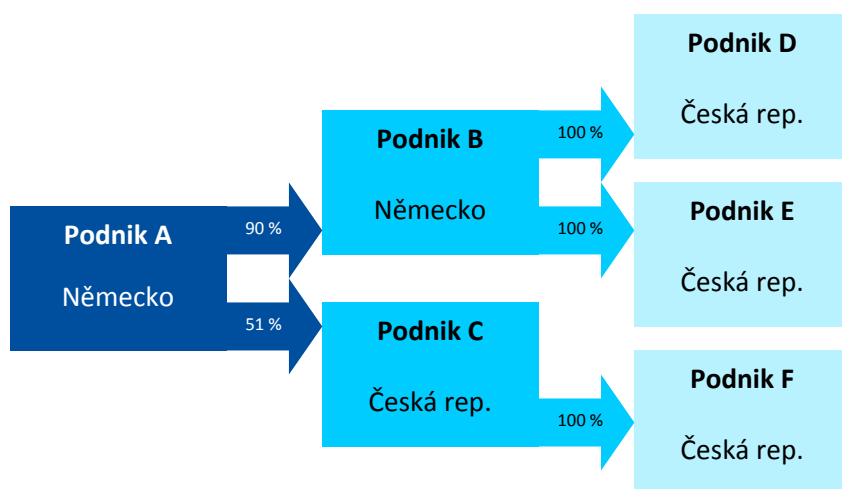 Podnik A
Německo
90 %
51 %
Podnik B
Německo
100 %
100 %
Podnik C
Česká rep.
100 %
Podnik D
Česká rep.
Podnik E
Česká rep.
Podnik F
Česká rep.